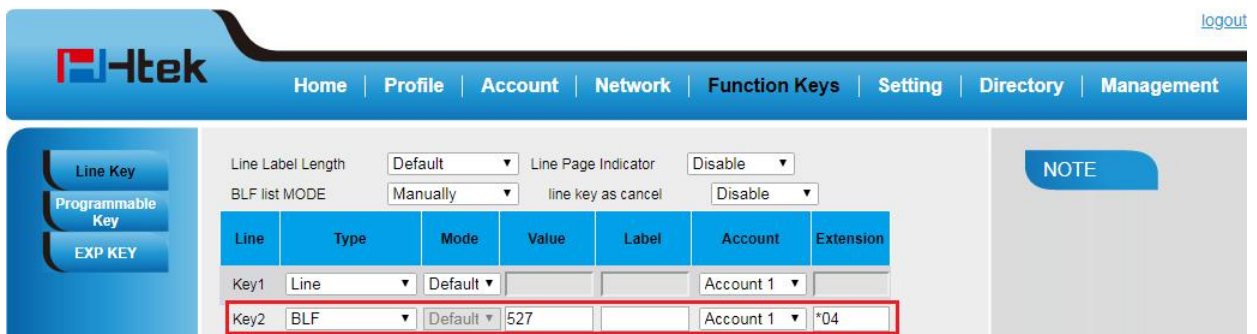 logout
Htek
Home | Profile | Account | Network | Function Keys | Setting | Directory | Management
Line Key
Programmable Key
EXP KEY
Line Label Length Default Line Page Indicator Disable
BLF list MODE Manually line key as cancel Disable
NOTE
Line Type Mode Value Label Account Extension
Key1 Line Default Account 1
Key2 BLF Default 527 Account 1 *04